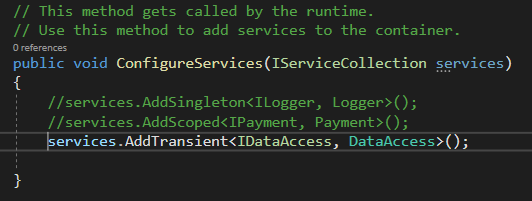 // This method gets called by the runtime.
// Use this method to add services to the container.
0 references
public void ConfigureServices(IServiceCollection services)
{
//services.AddSingleton<ILogger, Logger>();
//services.AddScoped<IPayment, Payment>();
services.AddTransient<IDataAccess, DataAccess>();
}